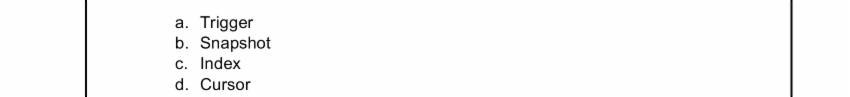 a. Trigger
b. Snapshot
c. Index
d. Cursor